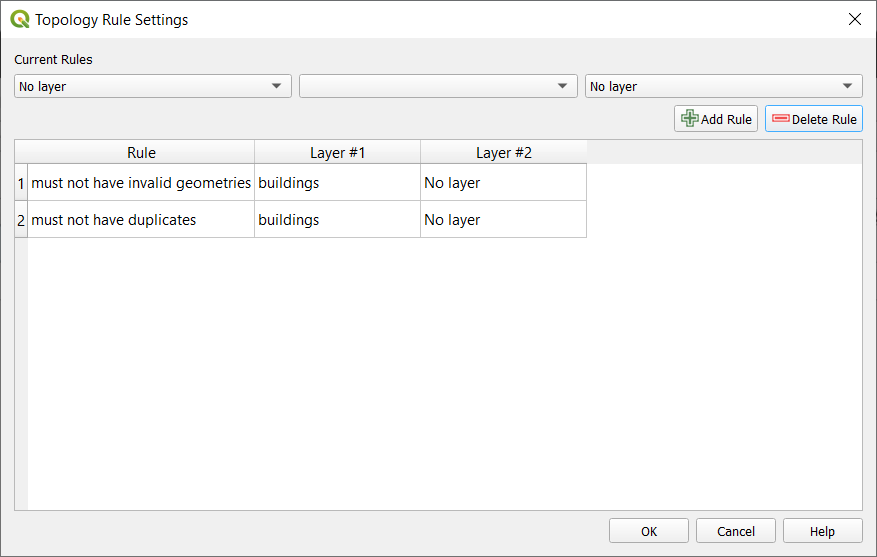 Topology Rule Settings
Current Rules
No layer No layer
Add Rule Delete Rule
Rule Layer #1 Layer #2
1 must not have invalid geometries buildings No layer
2 must not have duplicates buildings No layer
OK Cancel Help